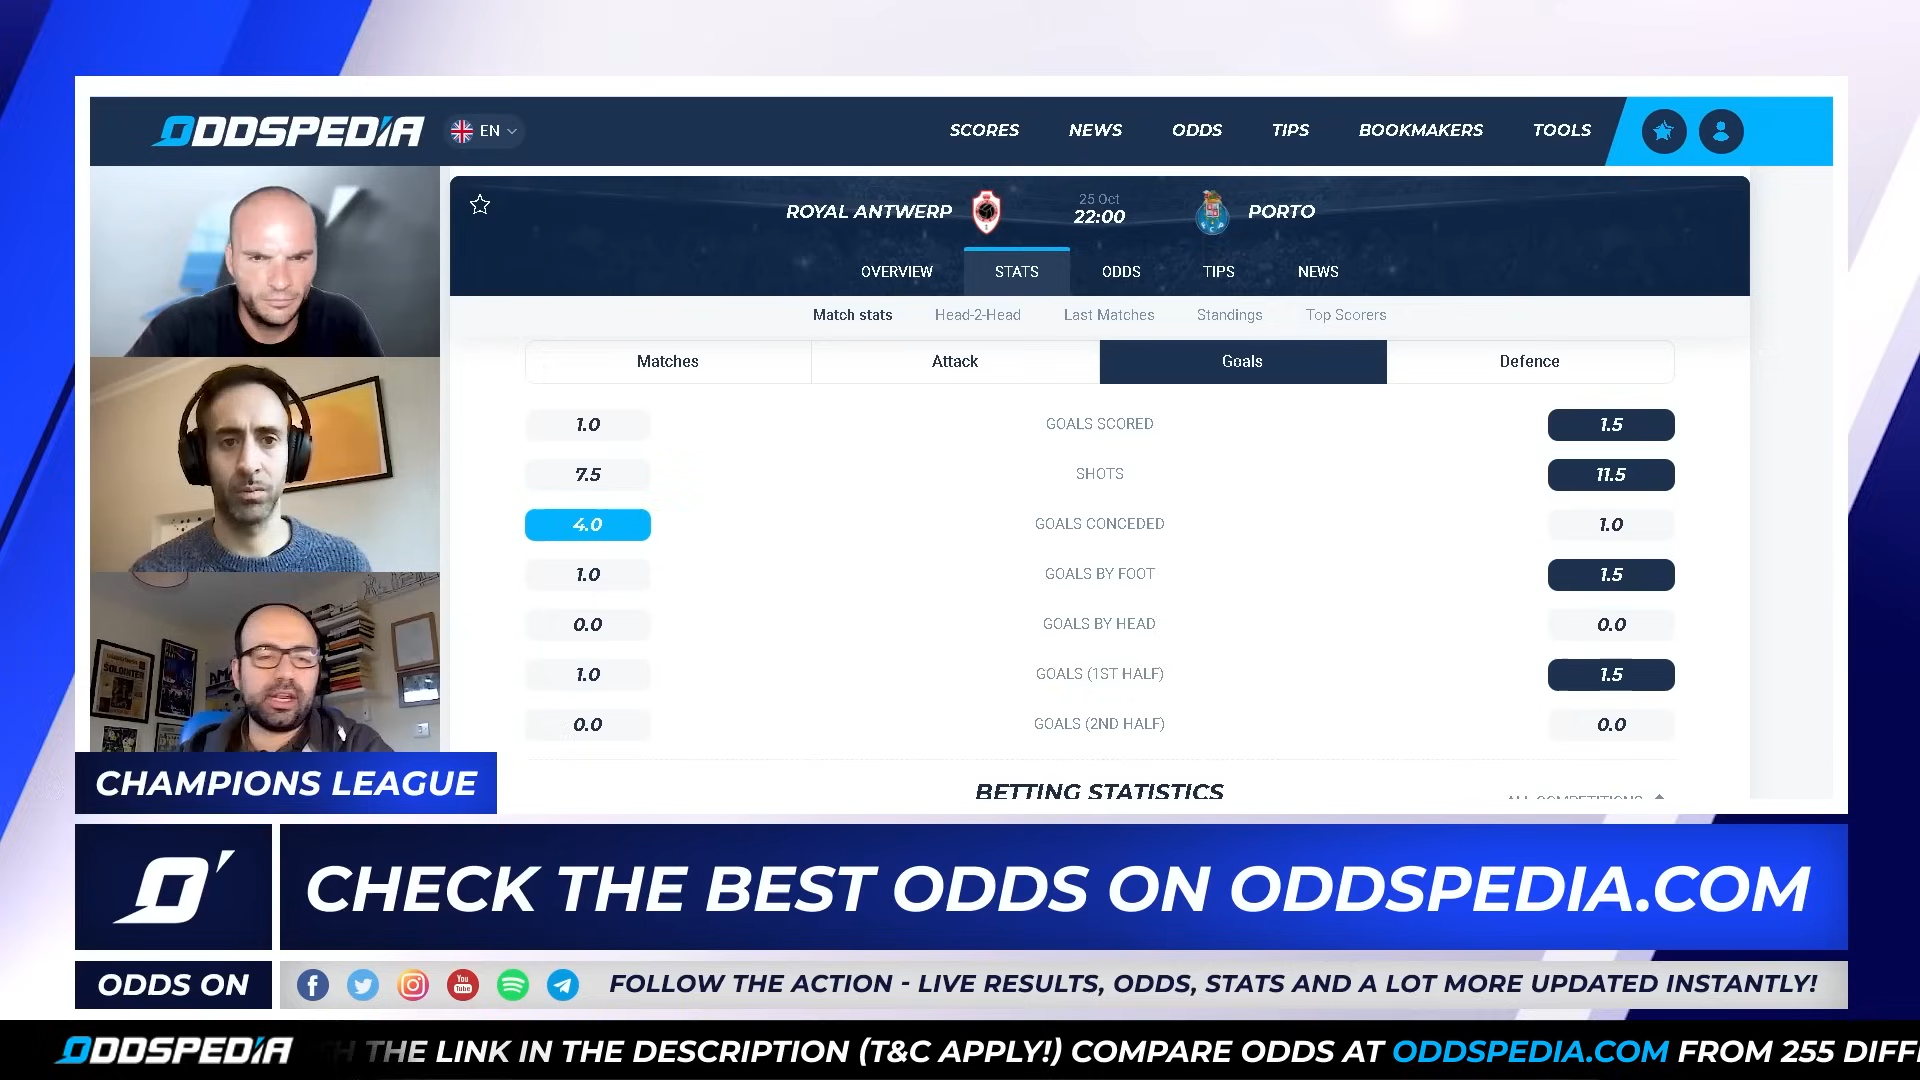 ODDSPEDIA
EN
SCORES
NEWS
ODDS
TIPS
BOOKMAKERS
TOOLS
ROYAL ANTWERP
25 Oct
22:00
PORTO
OVERVIEW
STATS
ODDS
TIPS
NEWS
Match stats
Head-2-Head
Last Matches
Standings
Top Scorers
Matches
Attack
Goals
Defence
1.0 GOALS SCORED 1.5
7.5 SHOTS 11.5
4.0 GOALS CONCEDED 1.0
1.0 GOALS BY FOOT 1.5
0.0 GOALS BY HEAD 0.0
1.0 GOALS (1ST HALF) 1.5
0.0 GOALS (2ND HALF) 0.0
BETTING STATISTICS
ALL COMPETITIONS
CHAMPIONS LEAGUE
CHECK THE BEST ODDS ON ODDSPEDIA.COM
ODDS ON
FOLLOW THE ACTION - LIVE RESULTS, ODDS, STATS AND A LOT MORE UPDATED INSTANTLY!
ODDSPEDIA
THE LINK IN THE DESCRIPTION (T&C APPLY!) COMPARE ODDS AT ODDSPEDIA.COM FROM 255 DIFF